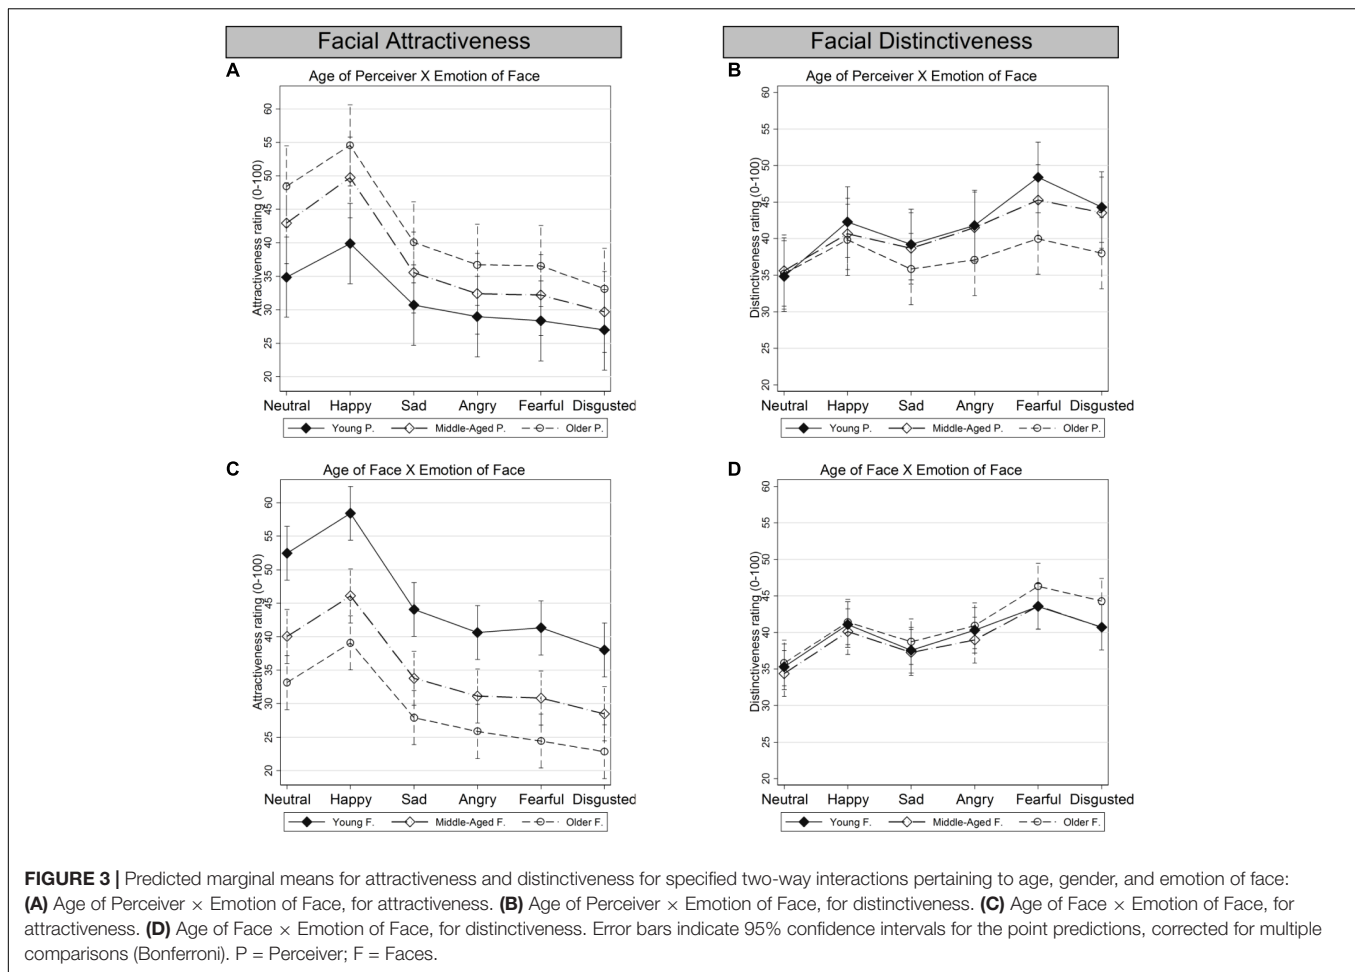 Facial Attractiveness
Facial Distinctiveness
A
Age of Perceiver X Emotion of Face
Attractiveness rating (0-100)
60
55
50
45
40
35
30
25
20
Neutral Happy Sad Angry Fearful Disgusted
Young P. Middle-Aged P. Older P.
B
Age of Perceiver X Emotion of Face
Distinctiveness rating (0-100)
60
55
50
45
40
35
30
25
20
Neutral Happy Sad Angry Fearful Disgusted
Young P. Middle-Aged P. Older P.
C
Age of Face X Emotion of Face
Attractiveness rating (0-100)
60
55
50
45
40
35
30
25
20
Neutral Happy Sad Angry Fearful Disgusted
Young F. Middle-Aged F. Older F.
D
Age of Face X Emotion of Face
Distinctiveness rating (0-100)
60
55
50
45
40
35
30
25
20
Neutral Happy Sad Angry Fearful Disgusted
Young F. Middle-Aged F. Older F.
FIGURE 3 | Predicted marginal means for attractiveness and distinctiveness for specified two-way interactions pertaining to age, gender, and emotion of face:
(A) Age of Perceiver × Emotion of Face, for attractiveness. (B) Age of Perceiver × Emotion of Face, for distinctiveness. (C) Age of Face × Emotion of Face, for
attractiveness. (D) Age of Face × Emotion of Face, for distinctiveness. Error bars indicate 95% confidence intervals for the point predictions, corrected for multiple
comparisons (Bonferroni). P = Perceiver; F = Faces.